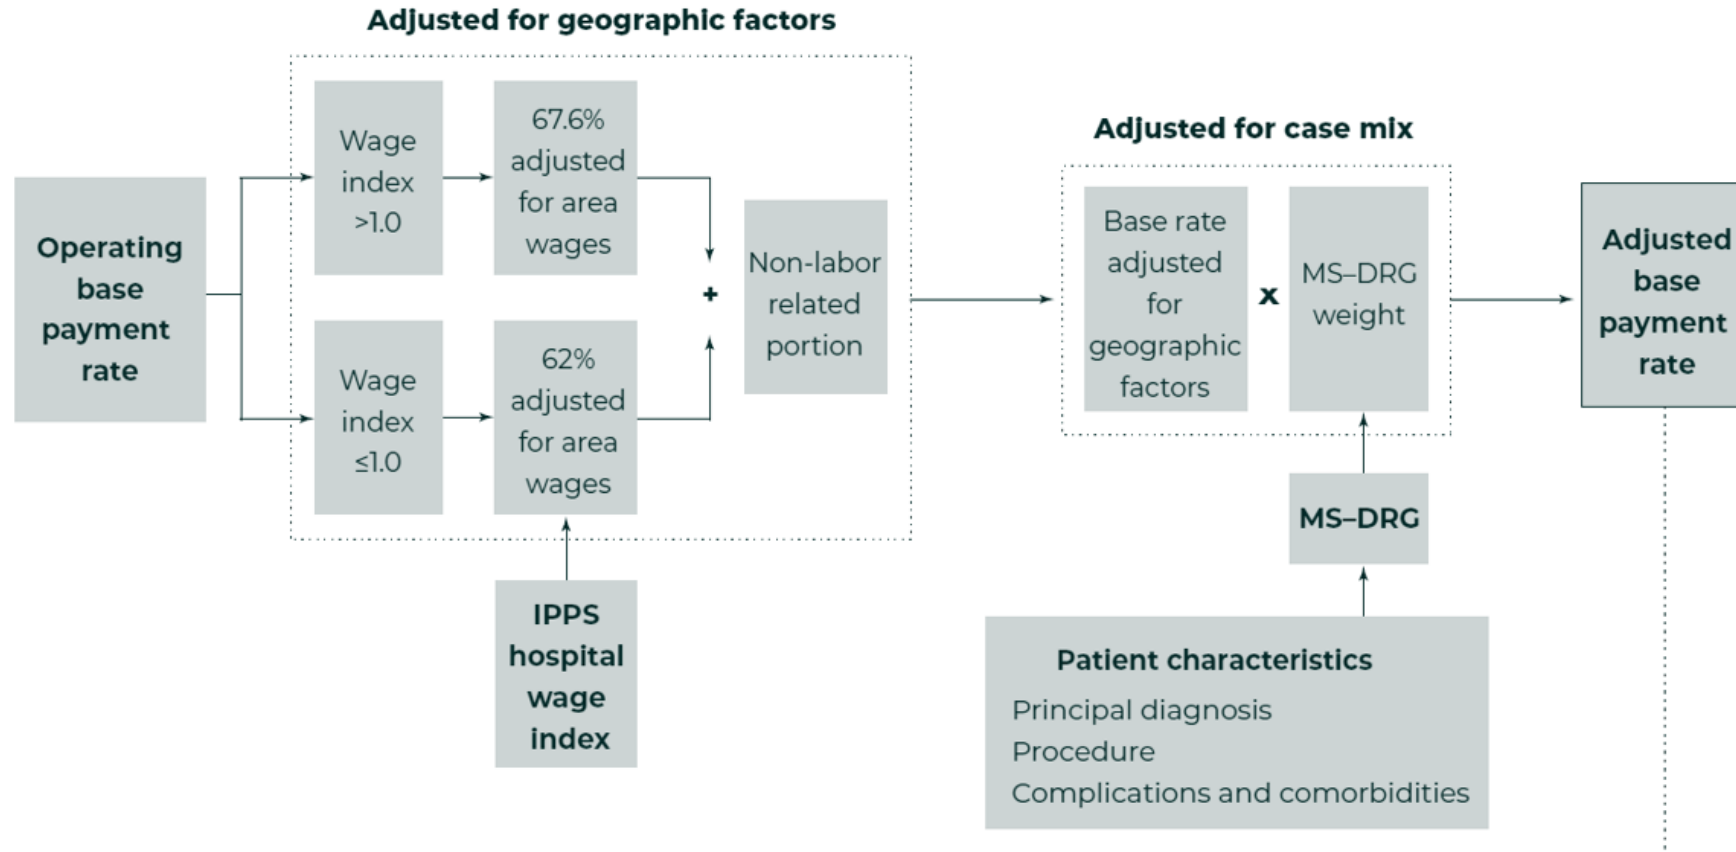 Adjusted for geographic factors
Operating
base
payment
rate
Wage
index
>1.0
67.6%
adjusted
for area
wages
Wage
index
≤1.0
62%
adjusted
for area
wages
+
Non-labor
related
portion
IPPS
hospital
wage
index
Adjusted for case mix
Base rate
adjusted
for
geographic
factors
x
MS–DRG
weight
MS–DRG
Patient characteristics
Principal diagnosis
Procedure
Complications and comorbidities
Adjusted
base
payment
rate